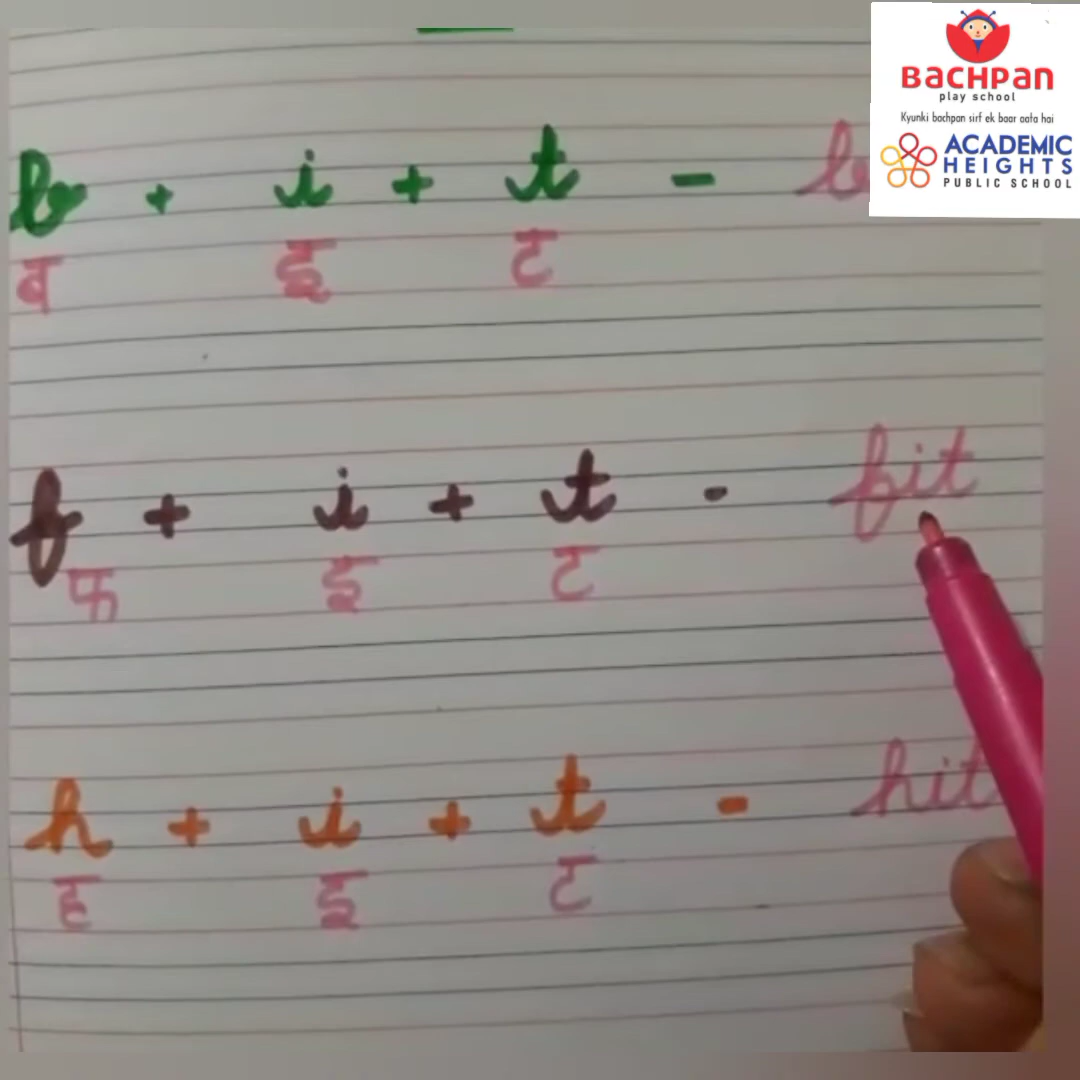 BACHPAN
play school
Kyunki bachpan sirf ek baar aata hai
ACADEMIC
HEIGHTS
PUBLIC SCHOOL
b + i + t - b
ब इ ट
f + i + t - fit
फ इ ट
h + i + t - hit
ह इ ट